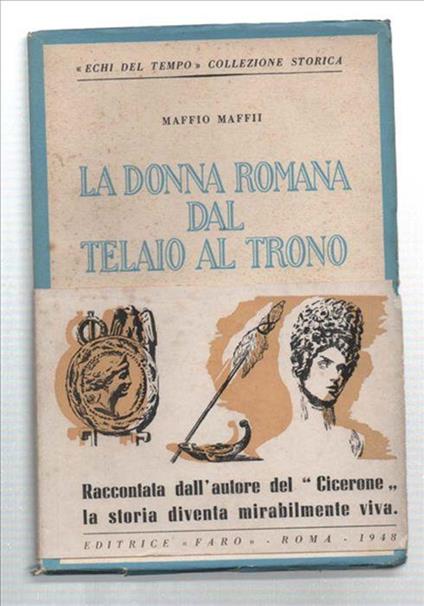 « ECHI DEL TEMPO » COLLEZIONE STORICA
MAFFIO MAFFII
LA DONNA ROMANA
DAL
TELAIO AL TRONO
Raccontata dall'autore del “ Cicerone „
la storia diventa mirabilmente viva.
EDITRICE «FARO» - ROMA - 1948